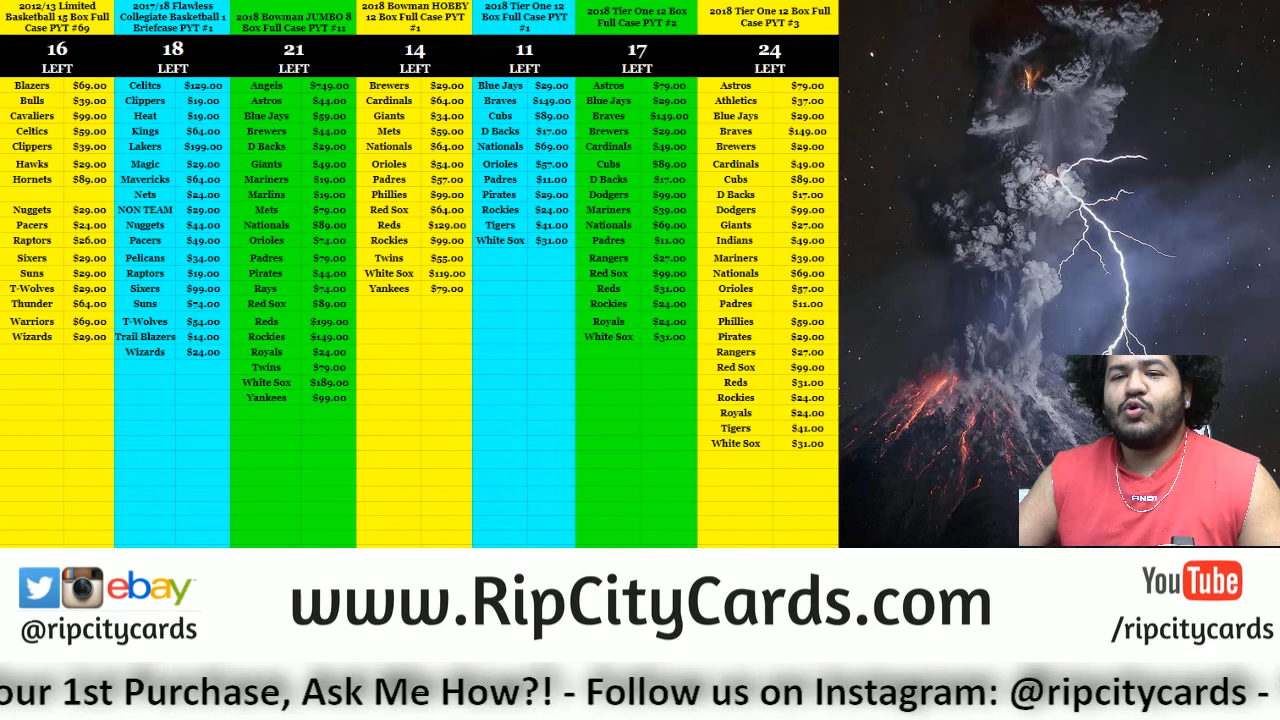 2012/13 Limited
Basketball 15 Box Full
Case PYT #69
16
LEFT
Blazers $69.00
Bulls $39.00
Cavaliers $99.00
Celtics $59.00
Clippers $39.00
Hawks $29.00
Hornets $89.00
Nuggets $29.00
Pacers $24.00
Raptors $26.00
Sixers $29.00
Suns $29.00
T-Wolves $29.00
Thunder $64.00
Warriors $69.00
Wizards $29.00
2017/18 Flawless
Collegiate Basketball 1
Briefcase PYT #1
18
LEFT
Celitcs $129.00
Clippers $19.00
Heat $19.00
Kings $64.00
Lakers $199.00
Magic $29.00
Mavericks $64.00
Nets $24.00
NON TEAM $29.00
Nuggets $44.00
Pacers $49.00
Pelicans $34.00
Raptors $19.00
Sixers $99.00
Suns $74.00
T-Wolves $54.00
Trail Blazers $14.00
Wizards $24.00
2018 Bowman JUMBO 8
Box Full Case PYT #11
21
LEFT
Angels $749.00
Astros $44.00
Blue Jays $59.00
Brewers $44.00
D Backs $29.00
Giants $49.00
Mariners $19.00
Marlins $19.00
Mets $79.00
Nationals $89.00
Orioles $74.00
Padres $79.00
Pirates $44.00
Rays $74.00
Red Sox $89.00
Reds $199.00
Rockies $149.00
Royals $24.00
Twins $79.00
White Sox $189.00
Yankees $99.00
2018 Bowman HOBBY
12 Box Full Case PYT
#1
14
LEFT
Brewers $29.00
Cardinals $64.00
Giants $34.00
Mets $59.00
Nationals $64.00
Orioles $54.00
Padres $57.00
Phillies $99.00
Red Sox $64.00
Reds $129.00
Rockies $99.00
Twins $55.00
White Sox $119.00
Yankees $79.00
2018 Tier One 12
Box Full Case PYT
#1
11
LEFT
Blue Jays $29.00
Braves $149.00
Cubs $89.00
D Backs $17.00
Nationals $69.00
Orioles $57.00
Padres $11.00
Pirates $29.00
Rockies $24.00
Tigers $41.00
White Sox $31.00
2018 Tier One 12 Box
Full Case PYT #2
17
LEFT
Astros $79.00
Blue Jays $29.00
Braves $149.00
Brewers $29.00
Cardinals $49.00
Cubs $89.00
D Backs $17.00
Dodgers $99.00
Mariners $39.00
Nationals $69.00
Padres $11.00
Rangers $27.00
Red Sox $99.00
Reds $31.00
Rockies $24.00
Royals $24.00
White Sox $31.00
2018 Tier One 12 Box Full
Case PYT #3
24
LEFT
Astros $79.00
Athletics $37.00
Blue Jays $29.00
Braves $149.00
Brewers $29.00
Cardinals $49.00
Cubs $89.00
D Backs $17.00
Dodgers $99.00
Giants $27.00
Indians $49.00
Mariners $39.00
Nationals $69.00
Orioles $57.00
Padres $11.00
Phillies $59.00
Pirates $29.00
Rangers $27.00
Red Sox $99.00
Reds $31.00
Rockies $24.00
Royals $24.00
Tigers $41.00
White Sox $31.00
AND1
ebay
@ripcitycards
www.RipCityCards.com
YouTube
/ripcitycards
our 1st Purchase, Ask Me How?! - Follow us on Instagram: @ripcitycards -